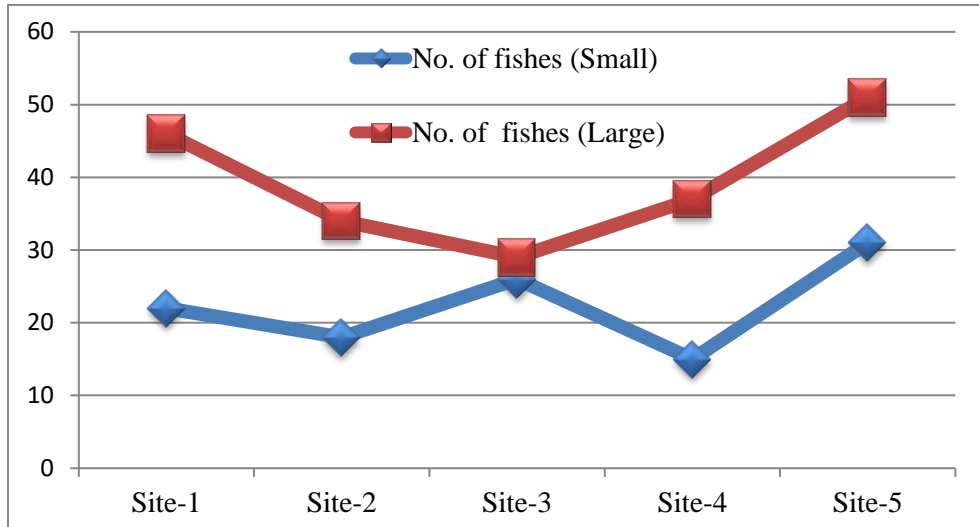 60
50
40
30
20
10
0
No. of fishes (Small)
No. of  fishes (Large)
Site-1 Site-2 Site-3 Site-4 Site-5